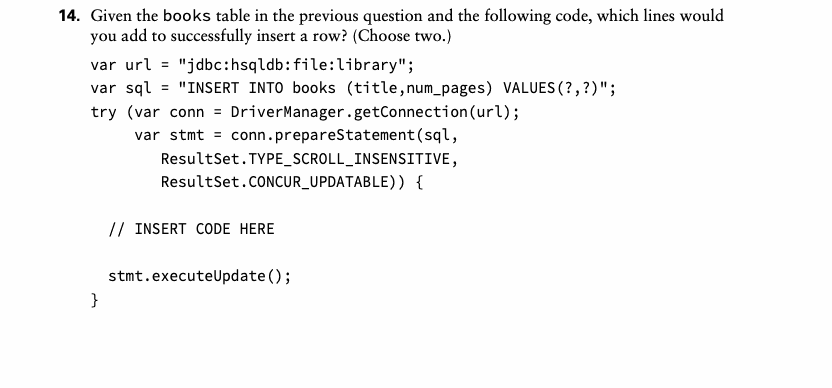 14. Given the books table in the previous question and the following code, which lines would
you add to successfully insert a row? (Choose two.)
var url = "jdbc:hsqldb:file:library";
var sql = "INSERT INTO books (title,num_pages) VALUES(?,?)";
try (var conn = DriverManager.getConnection(url);
     var stmt = conn.prepareStatement(sql,
        ResultSet.TYPE_SCROLL_INSENSITIVE,
        ResultSet.CONCUR_UPDATABLE)) {
  // INSERT CODE HERE
  stmt.executeUpdate();
}